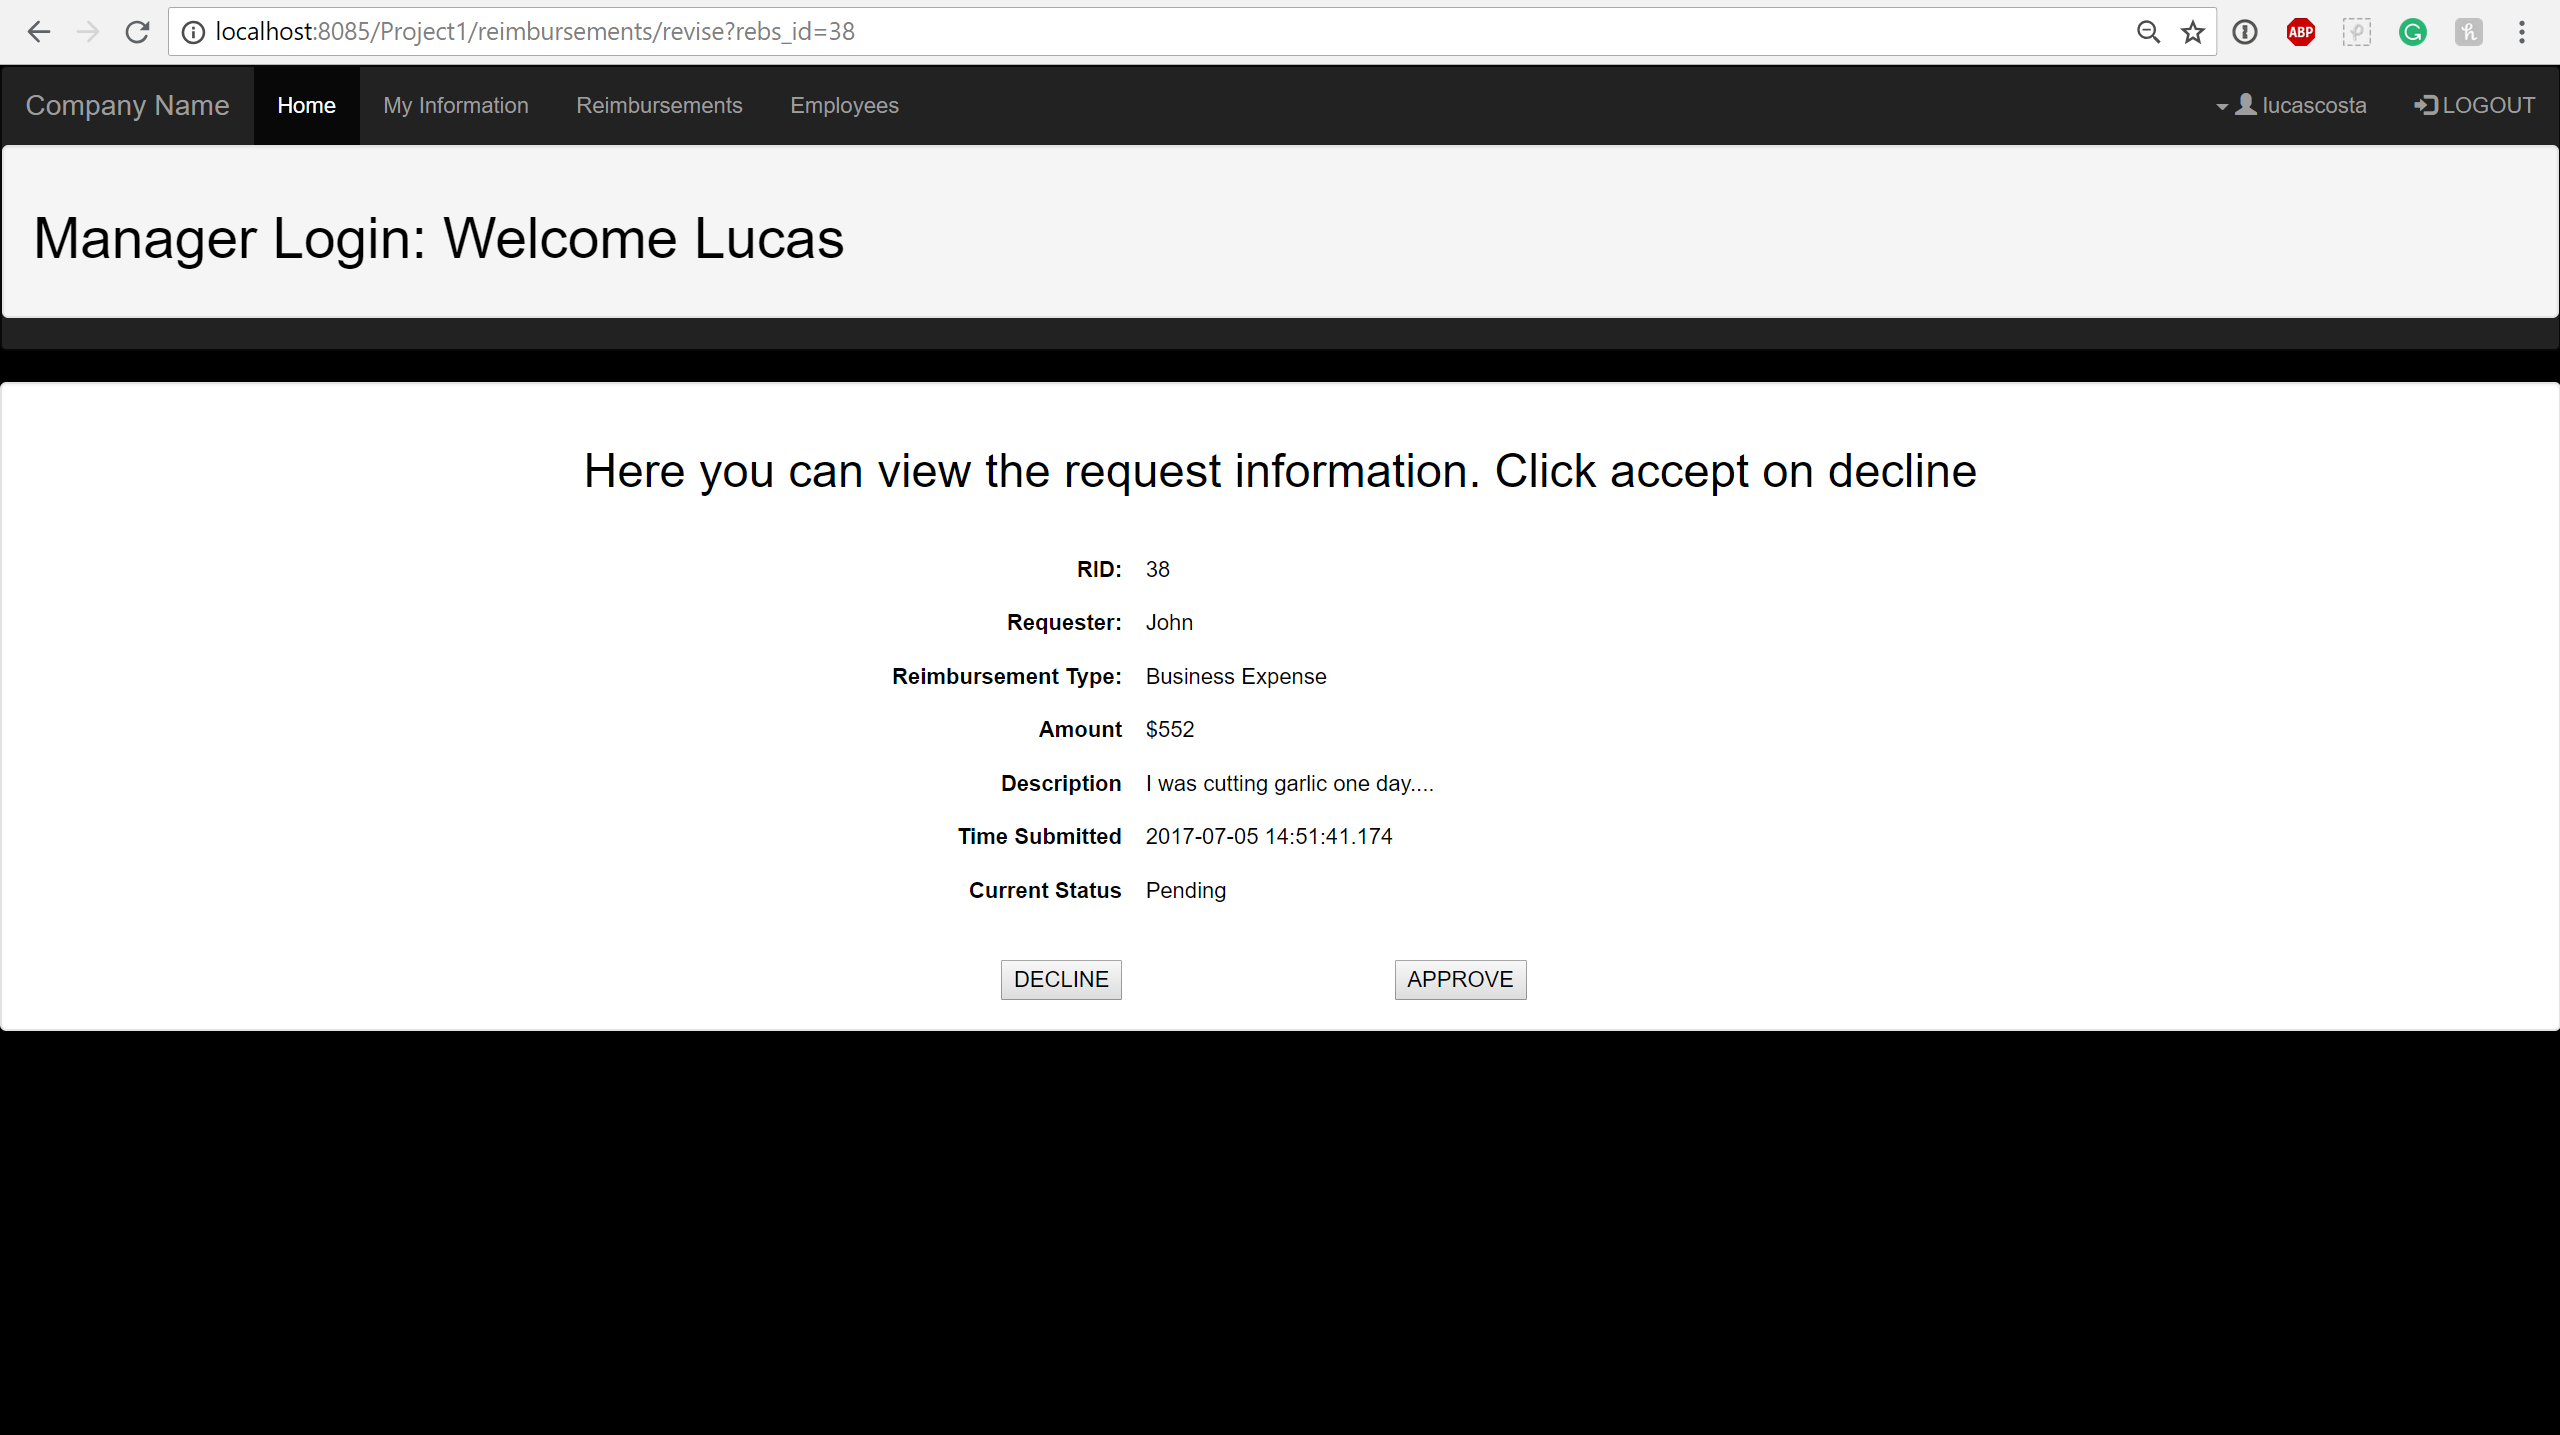 localhost:8085/Project1/reimbursements/revise?rebs_id=38
ABP
Company Name Home My Information Reimbursements Employees lucascosta LOGOUT
Manager Login: Welcome Lucas
Here you can view the request information. Click accept on decline
RID: 38
Requester: John
Reimbursement Type: Business Expense
Amount $552
Description I was cutting garlic one day....
Time Submitted 2017-07-05 14:51:41.174
Current Status Pending
DECLINE APPROVE